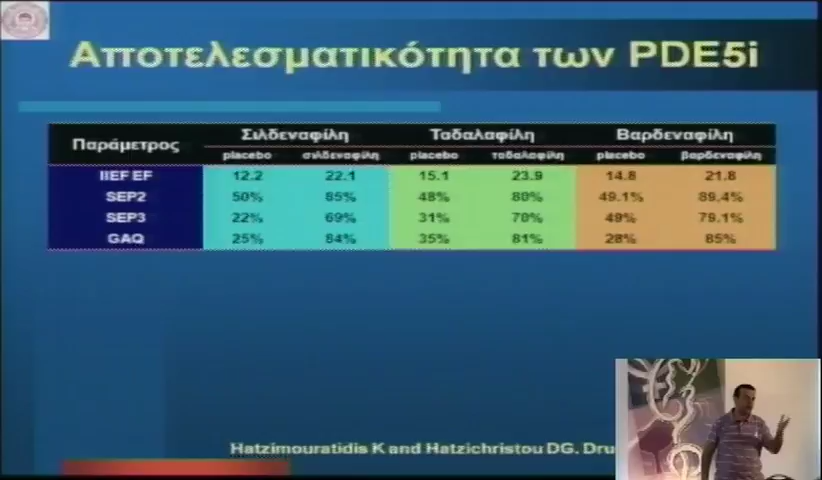 Αποτελεσματικότητα των PDE5i
Παράμετρος Σιλδεναφίλη Ταδαλαφίλη Βαρδεναφίλη
placebo σιλδεναφίλη placebo ταδαλαφίλη placebo βαρδεναφίλη
IIEF EF 12.2 22.1 15.1 23.9 14.8 21.8
SEP2 50% 85% 48% 80% 49.1% 89.4%
SEP3 22% 69% 31% 70% 49% 79.1%
GAQ 25% 84% 35% 81% 28% 85%
Hatzimouratidis K and Hatzichristou DG.